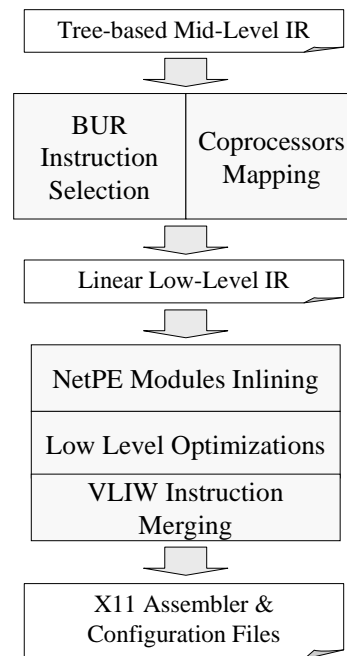 Tree-based Mid-Level IR
BUR
Instruction
Selection
Coprocessors
Mapping
Linear Low-Level IR
NetPE Modules Inlining
Low Level Optimizations
VLIW Instruction
Merging
X11 Assembler &
Configuration Files